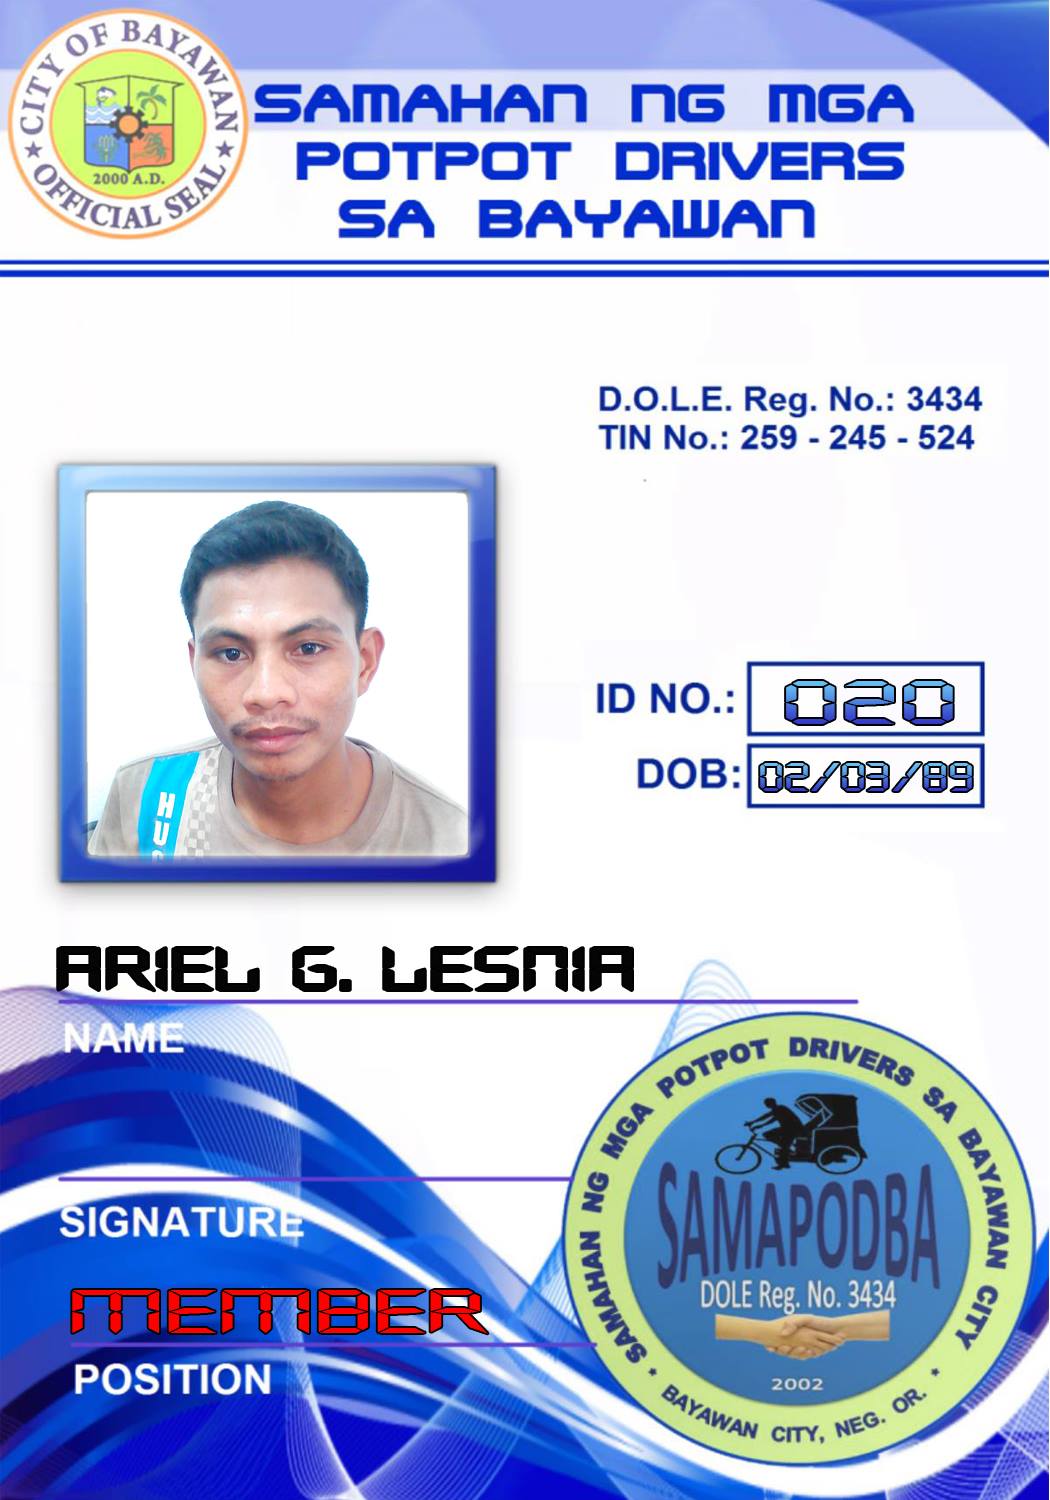 CITY OF BAYAWAN
2000 A.D.
★ OFFICIAL SEAL ★
SAMAHAN NG MGA
POTPOT DRIVERS
SA BAYAWAN
D.O.L.E. Reg. No.: 3434
TIN No.: 259 - 245 - 524
ID NO.: 020
DOB: 02/03/89
HUG
ARIEL G. LESNIA
NAME
SIGNATURE
MEMBER
POSITION
SAMAHAN NG MGA POTPOT DRIVERS SA BAYAWAN CITY
SAMAPODBA
DOLE Reg. No. 3434
2002
• BAYAWAN CITY, NEG. OR. •